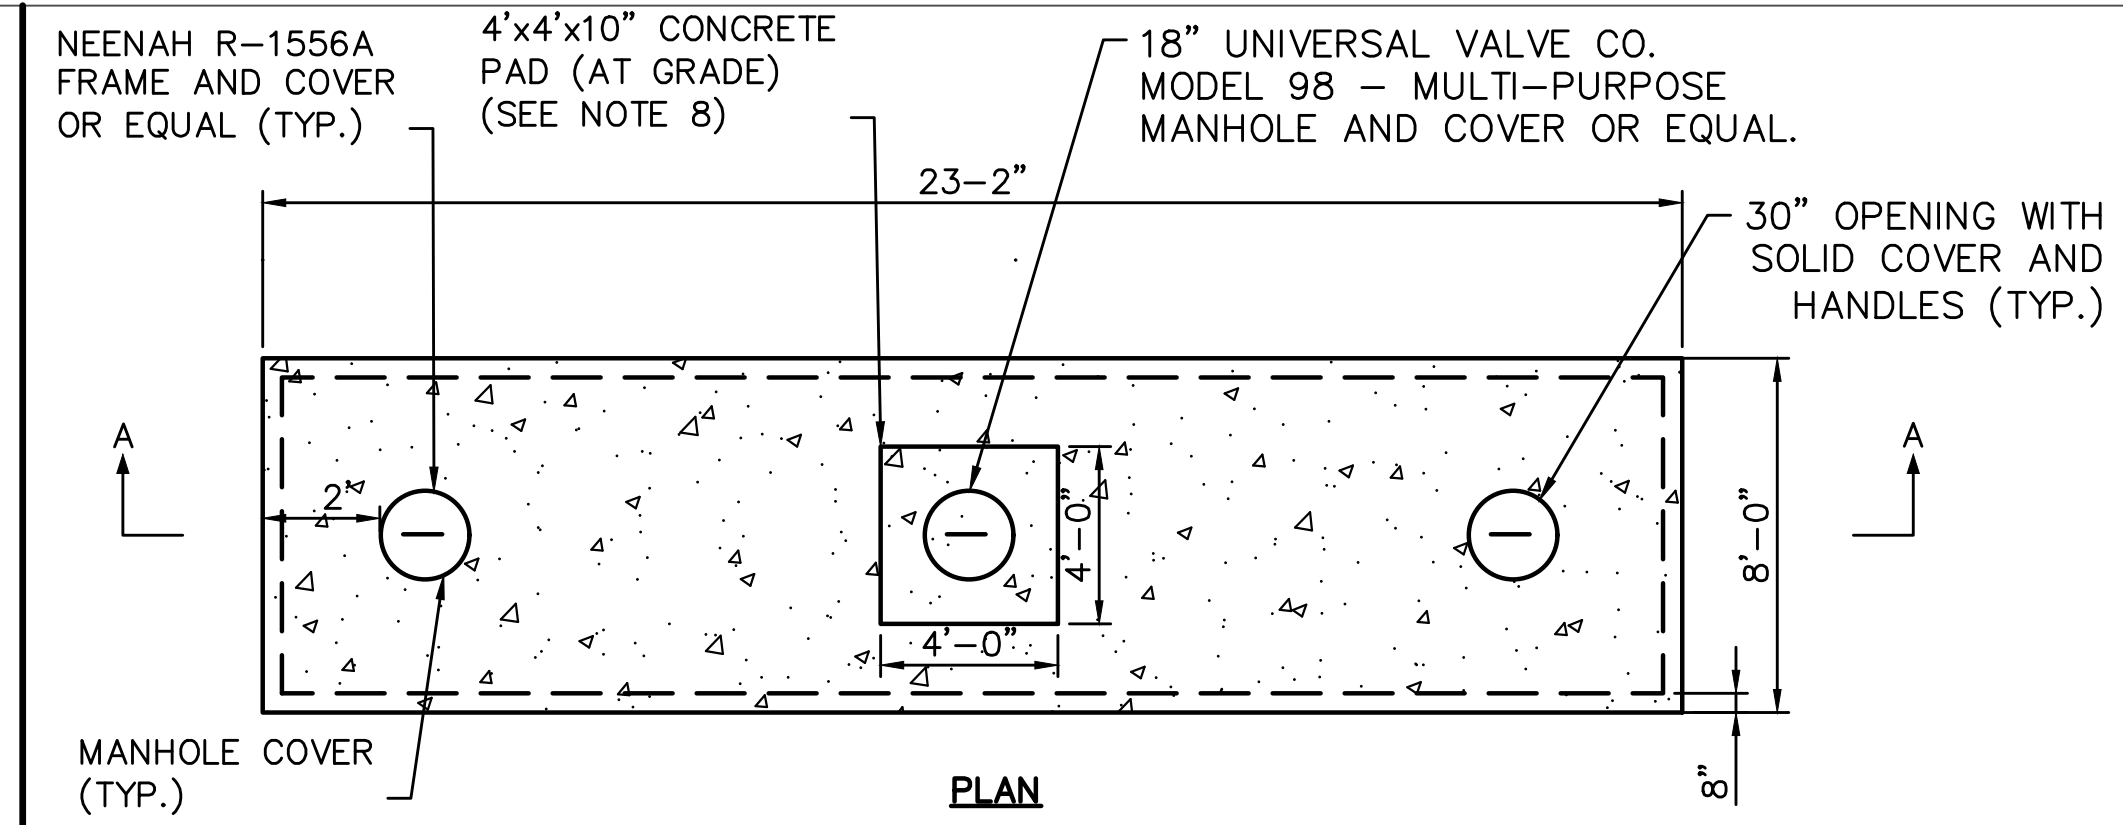 NEENAH R-1556A
FRAME AND COVER
OR EQUAL (TYP.)
4'x4'x10" CONCRETE
PAD (AT GRADE)
(SEE NOTE 8)
18" UNIVERSAL VALVE CO.
MODEL 98 - MULTI-PURPOSE
MANHOLE AND COVER OR EQUAL.
23-2"
30" OPENING WITH
SOLID COVER AND
HANDLES (TYP.)
A
A
2'
4'-0"
4'-0"
8'-0"
8"
MANHOLE COVER
(TYP.)
PLAN